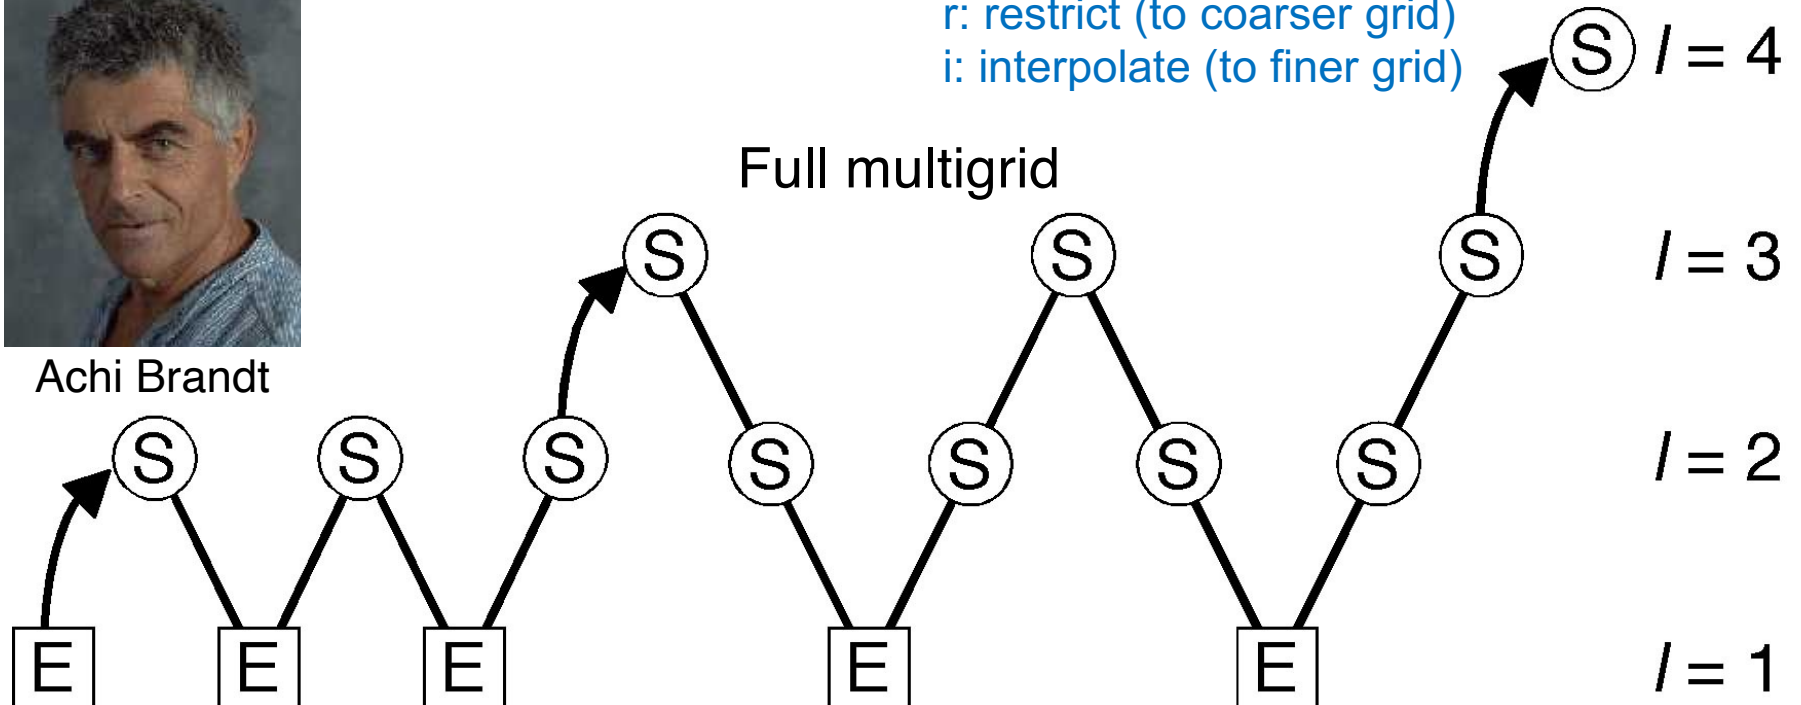 r: restrict (to coarser grid)
i: interpolate (to finer grid)
S l = 4
Full multigrid
S S S l = 3
Achi Brandt
S S S S S S S l = 2
E E E E E l = 1